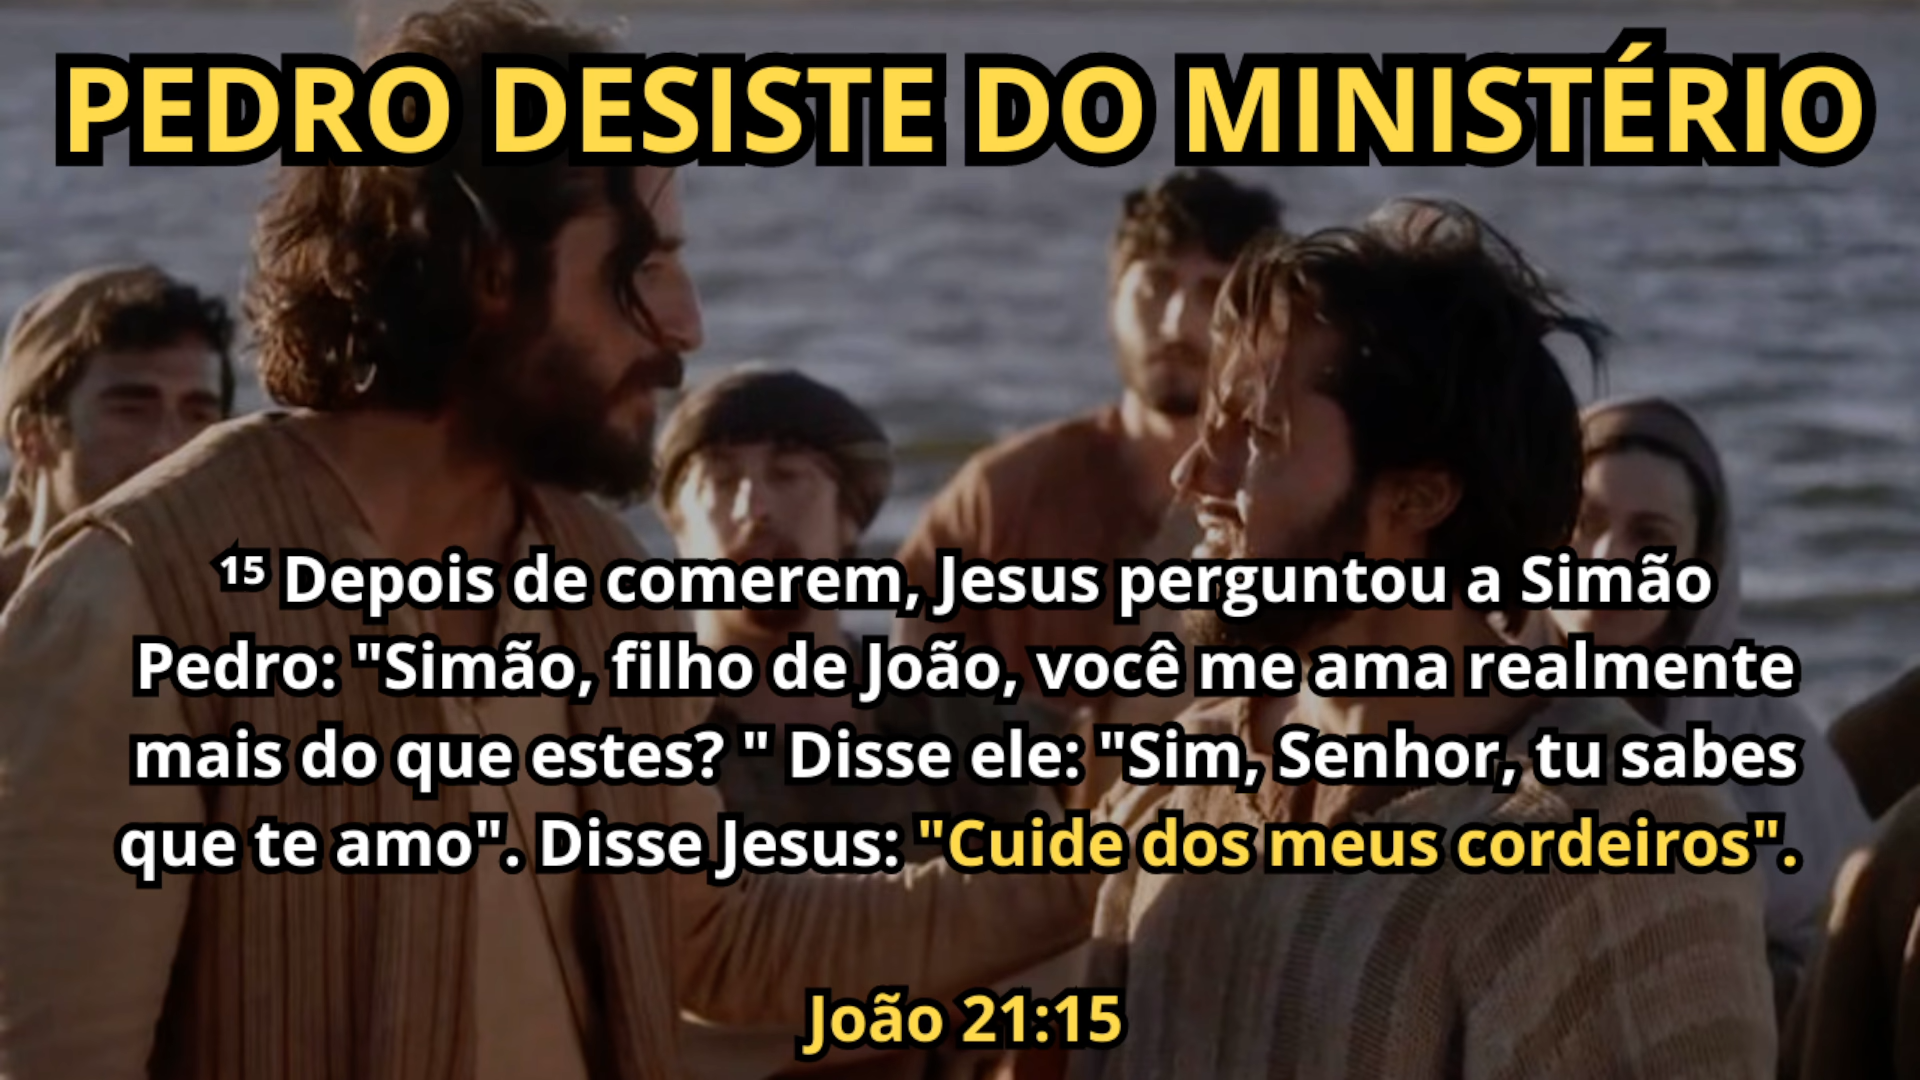 PEDRO DESISTE DO MINISTÉRIO
¹⁵ Depois de comerem, Jesus perguntou a Simão
Pedro: "Simão, filho de João, você me ama realmente
mais do que estes? " Disse ele: "Sim, Senhor, tu sabes
que te amo". Disse Jesus: "Cuide dos meus cordeiros".
João 21:15